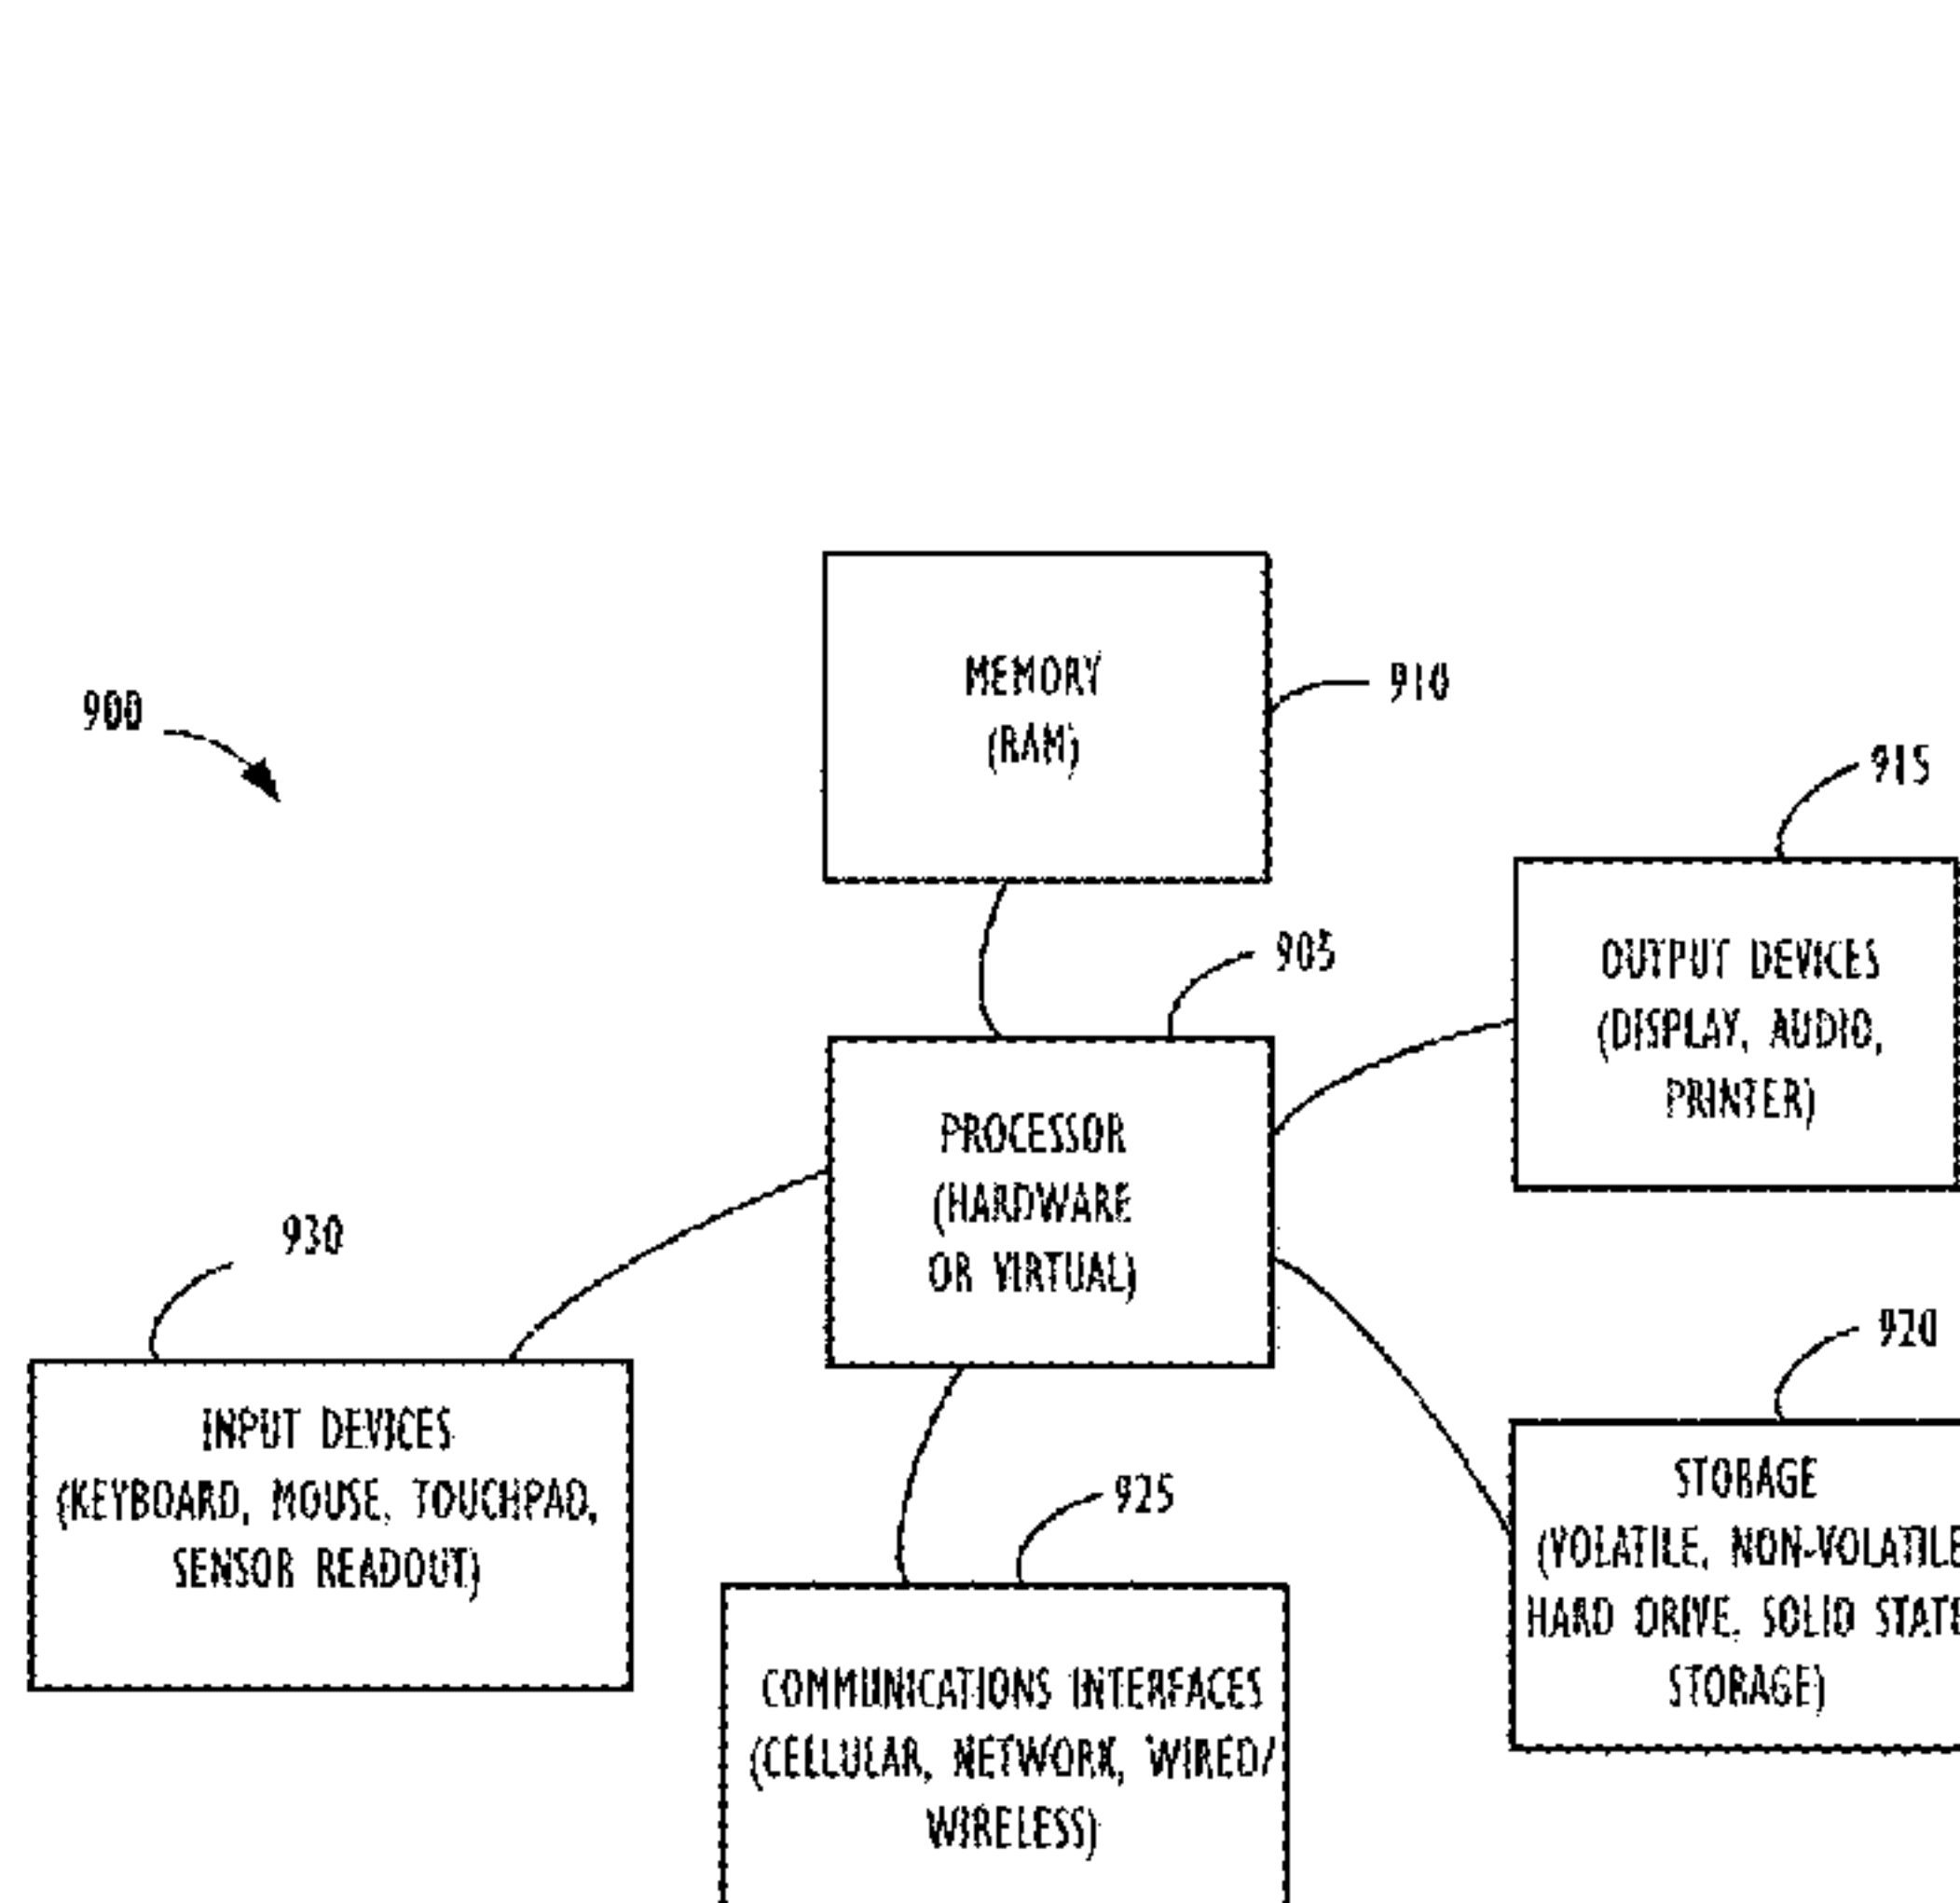 900
MEMORY
(RAM)
910
915
OUTPUT DEVICES
(DISPLAY, AUDIO,
PRINTER)
905
PROCESSOR
(HARDWARE
OR VIRTUAL)
930
INPUT DEVICES
(KEYBOARD, MOUSE, TOUCHPAD,
SENSOR READOUT)
920
STORAGE
(VOLATILE, NON-VOLATILE
HARD DRIVE, SOLID STATE
STORAGE)
925
COMMUNICATIONS INTERFACES
(CELLULAR, NETWORK, WIRED/
WIRELESS)